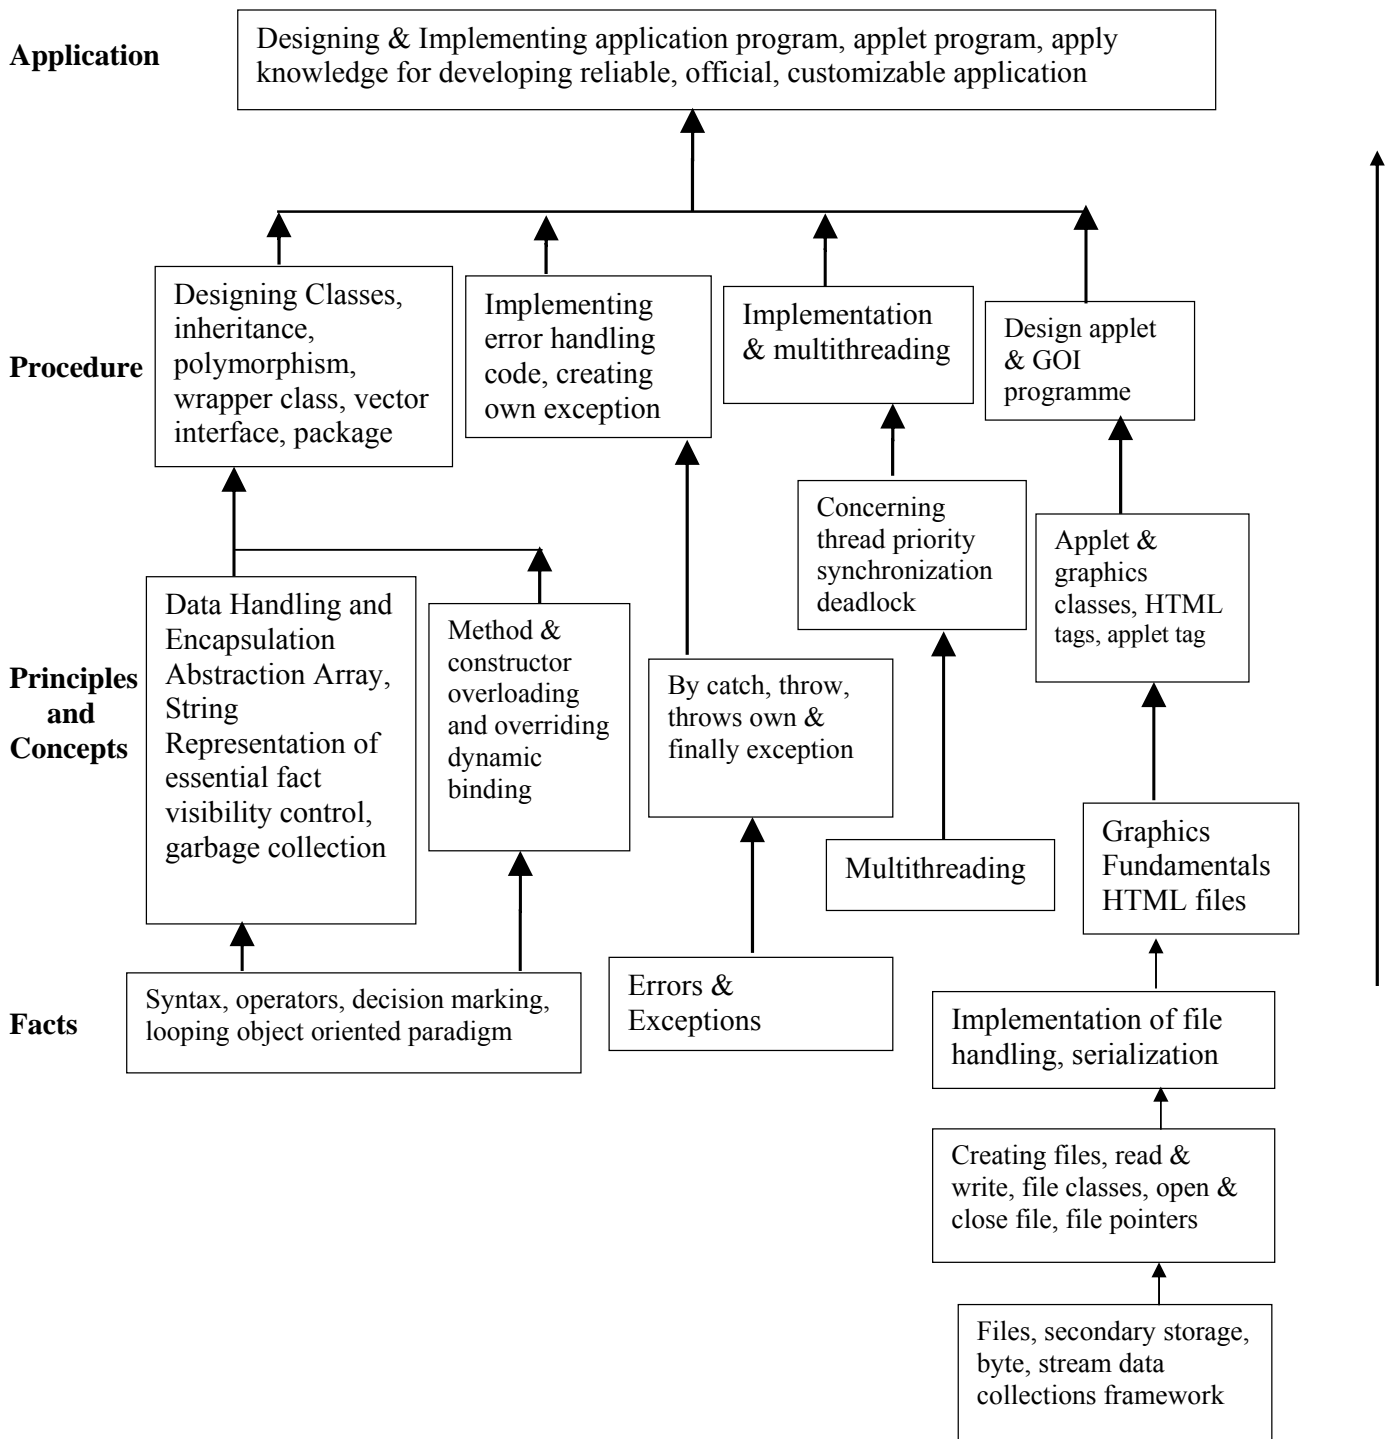 Application
Designing & Implementing application program, applet program, apply
knowledge for developing reliable, official, customizable application
Procedure
Designing Classes,
inheritance,
polymorphism,
wrapper class, vector
interface, package
Implementing
error handling
code, creating
own exception
Implementation
& multithreading
Design applet
& GOI
programme
Principles
and
Concepts
Data Handling and
Encapsulation
Abstraction Array,
String
Representation of
essential fact
visibility control,
garbage collection
Method &
constructor
overloading
and overriding
dynamic
binding
By catch, throw,
throws own &
finally exception
Concerning
thread priority
synchronization
deadlock
Applet &
graphics
classes, HTML
tags, applet tag
Multithreading
Graphics
Fundamentals
HTML files
Facts
Syntax, operators, decision marking,
looping object oriented paradigm
Errors &
Exceptions
Implementation of file
handling, serialization
Creating files, read &
write, file classes, open &
close file, file pointers
Files, secondary storage,
byte, stream data
collections framework